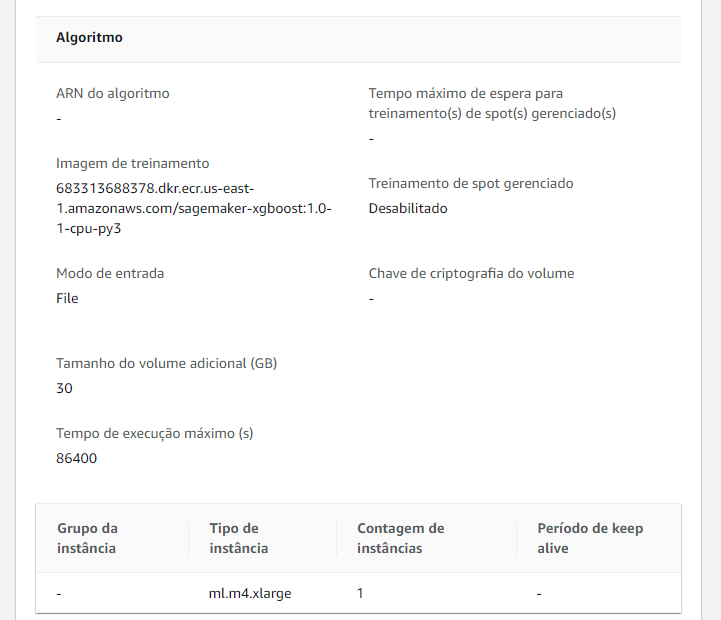 Algoritmo
ARN do algoritmo
-
Imagem de treinamento
683313688378.dkr.ecr.us-east-
1.amazonaws.com/sagemaker-xgboost:1.0-
1-cpu-py3
Modo de entrada
File
Tamanho do volume adicional (GB)
30
Tempo de execução máximo (s)
86400
Tempo máximo de espera para
treinamento(s) de spot(s) gerenciado(s)
-
Treinamento de spot gerenciado
Desabilitado
Chave de criptografia do volume
-
Grupo da
instância
Tipo de
instância
Contagem de
instâncias
Período de keep
alive
-
ml.m4.xlarge
1
-